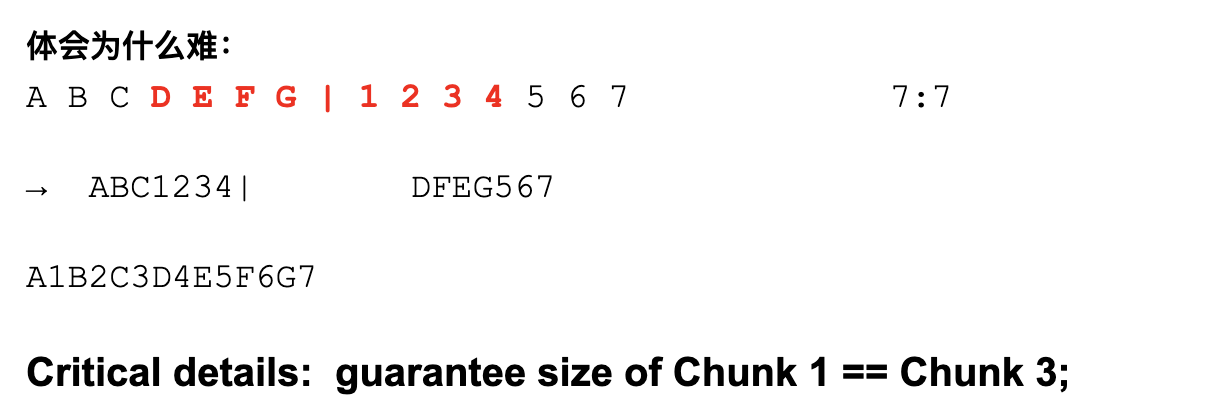 体会为什么难：
A B C D E F G | 1 2 3 4 5 6 7 7:7
→ ABC1234| DFEG567
A1B2C3D4E5F6G7
Critical details: guarantee size of Chunk 1 == Chunk 3;